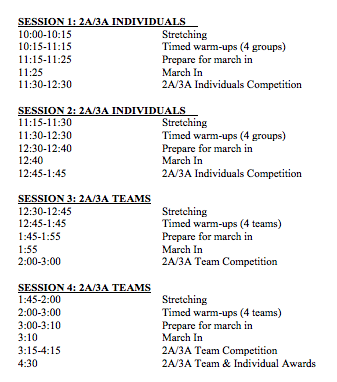 SESSION 1: 2A/3A INDIVIDUALS
10:00-10:15 Stretching
10:15-11:15 Timed warm-ups (4 groups)
11:15-11:25 Prepare for march in
11:25 March In
11:30-12:30 2A/3A Individuals Competition
SESSION 2: 2A/3A INDIVIDUALS
11:15-11:30 Stretching
11:30-12:30 Timed warm-ups (4 groups)
12:30-12:40 Prepare for march in
12:40 March In
12:45-1:45 2A/3A Individuals Competition
SESSION 3: 2A/3A TEAMS
12:30-12:45 Stretching
12:45-1:45 Timed warm-ups (4 teams)
1:45-1:55 Prepare for march in
1:55 March In
2:00-3:00 2A/3A Team Competition
SESSION 4: 2A/3A TEAMS
1:45-2:00 Stretching
2:00-3:00 Timed warm-ups (4 teams)
3:00-3:10 Prepare for march in
3:10 March In
3:15-4:15 2A/3A Team Competition
4:30 2A/3A Team & Individual Awards